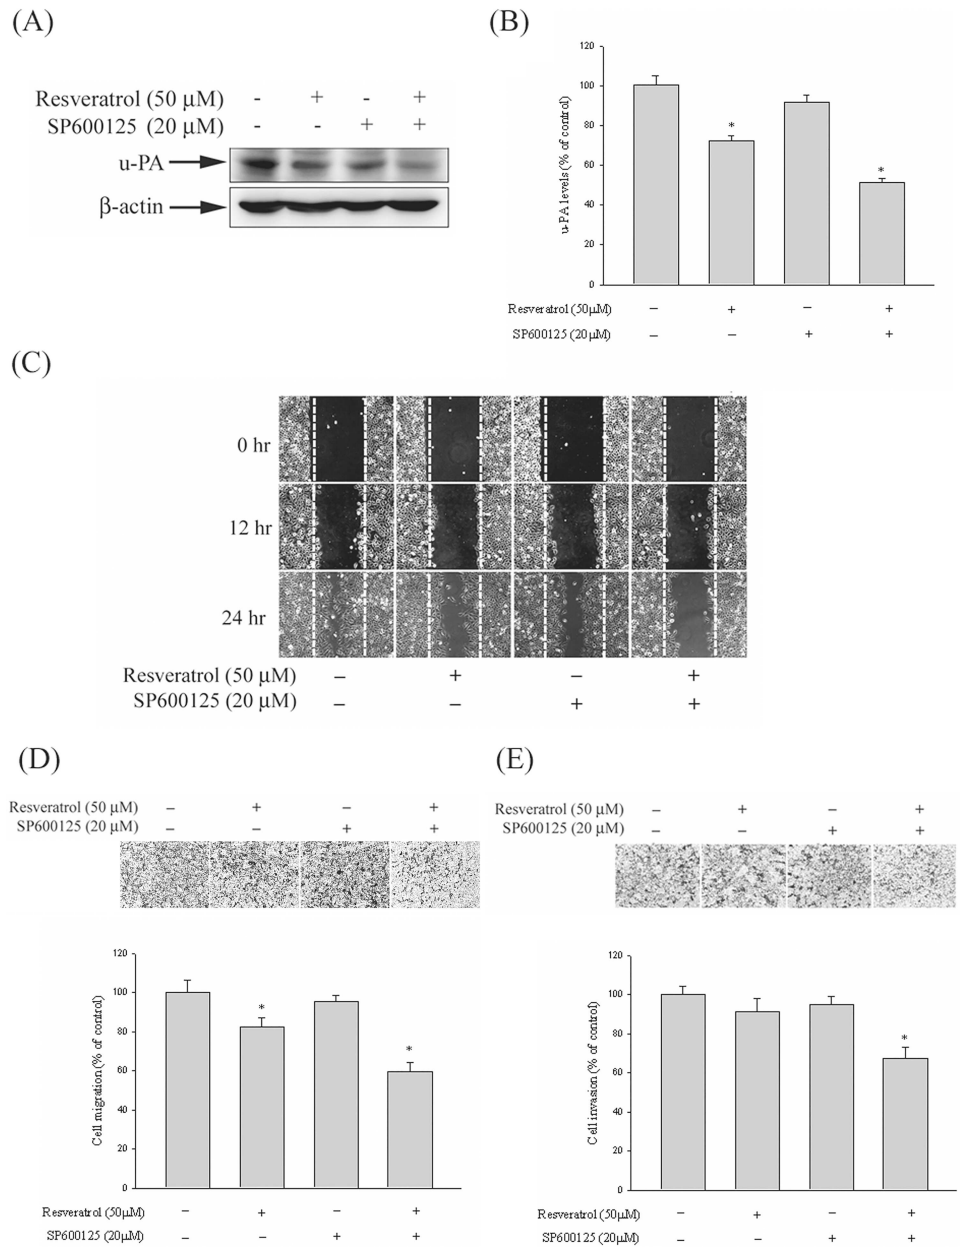 (A)
Resveratrol (50 μM) - + - +
SP600125 (20 μM) - - + +
u-PA
β-actin
(B)
120
100
80
60
40
20
0
u-PA levels (% of control)
*
*
Resveratrol (50μM) – + – +
SP600125 (20μM) – – + +
(C)
0 hr
12 hr
24 hr
Resveratrol (50 μM) – + – +
SP600125 (20 μM) – – + +
(D)
Resveratrol (50 μM) – + – +
SP600125 (20 μM) – – + +
120
100
80
60
40
20
0
Cell migration (% of control)
*
*
Resveratrol (50μM) – + – +
SP600125 (20μM) – – + +
(E)
Resveratrol (50 μM) – + – +
SP600125 (20 μM) – – + +
120
100
80
60
40
20
0
Cell invasion (% of control)
*
Resveratrol (50μM) – + – +
SP600125 (20μM) – – + +